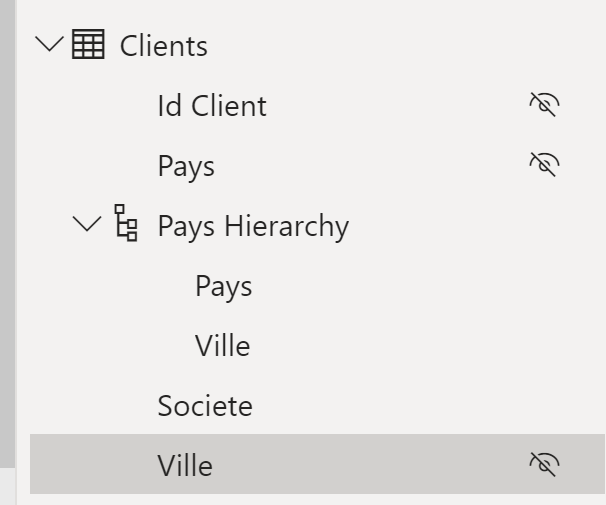 Clients
Id Client
Pays
Pays Hierarchy
Pays
Ville
Societe
Ville